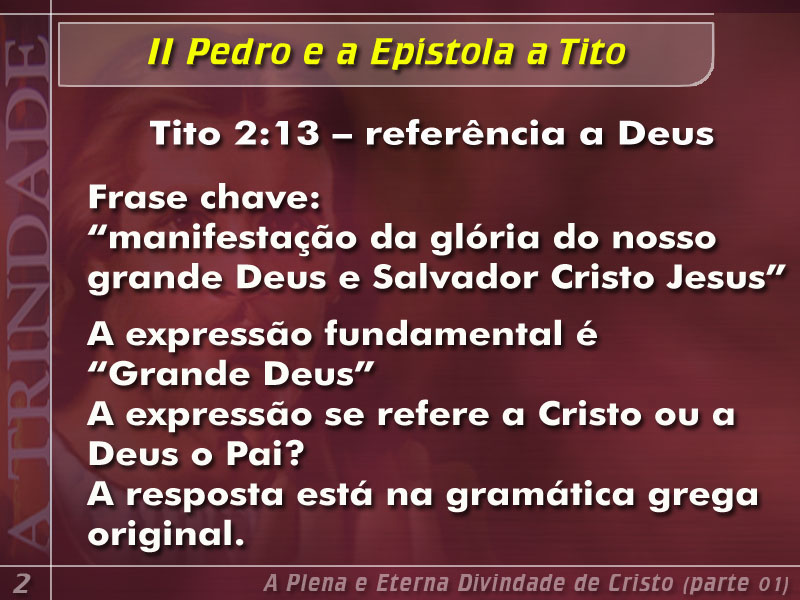 II Pedro e a Epístola a Tito
Tito 2:13 – referência a Deus
Frase chave:
“manifestação da glória do nosso
grande Deus e Salvador Cristo Jesus”
A expressão fundamental é
“Grande Deus”
A expressão se refere a Cristo ou a
Deus o Pai?
A resposta está na gramática grega
original.
A TRINDADE
2
A Plena e Eterna Divindade de Cristo (parte 01)